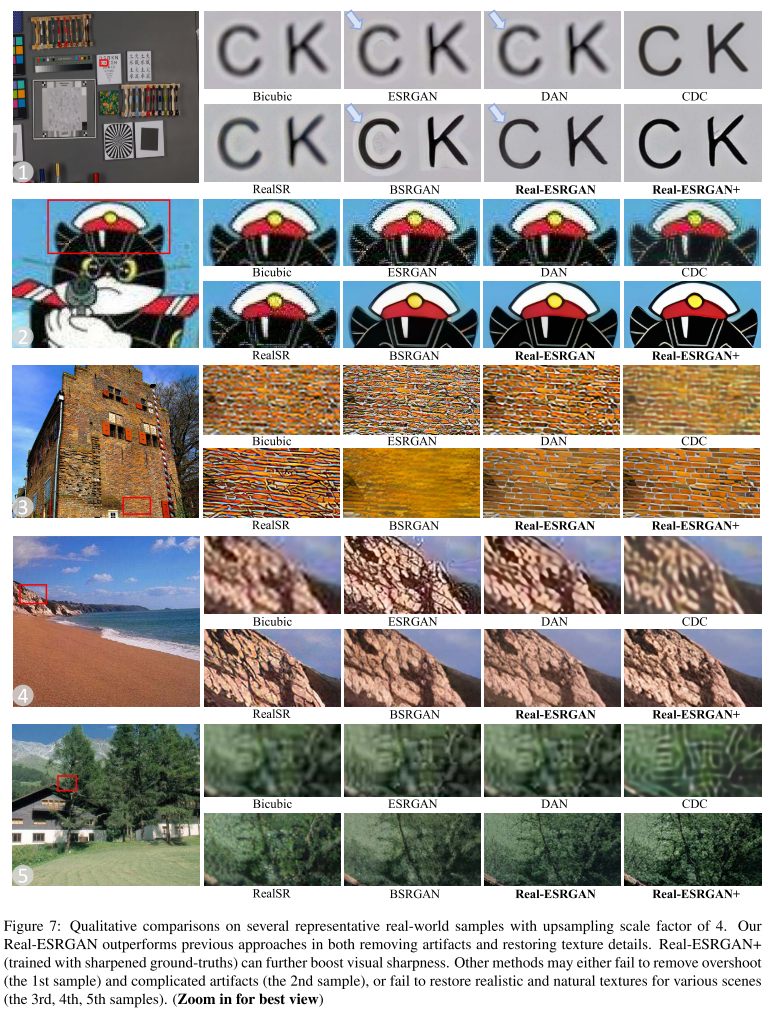 C K C K C K C K
Bicubic ESRGAN DAN CDC
C K C K C K C K
1
RealSR BSRGAN Real-ESRGAN Real-ESRGAN+
Bicubic ESRGAN DAN CDC
2
RealSR BSRGAN Real-ESRGAN Real-ESRGAN+
Bicubic ESRGAN DAN CDC
3
RealSR BSRGAN Real-ESRGAN Real-ESRGAN+
Bicubic ESRGAN DAN CDC
4
RealSR BSRGAN Real-ESRGAN Real-ESRGAN+
Bicubic ESRGAN DAN CDC
5
RealSR BSRGAN Real-ESRGAN Real-ESRGAN+
Figure 7: Qualitative comparisons on several representative real-world samples with upsampling scale factor of 4. Our
Real-ESRGAN outperforms previous approaches in both removing artifacts and restoring texture details. Real-ESRGAN+
(trained with sharpened ground-truths) can further boost visual sharpness. Other methods may either fail to remove overshoot
(the 1st sample) and complicated artifacts (the 2nd sample), or fail to restore realistic and natural textures for various scenes
(the 3rd, 4th, 5th samples). (Zoom in for best view)